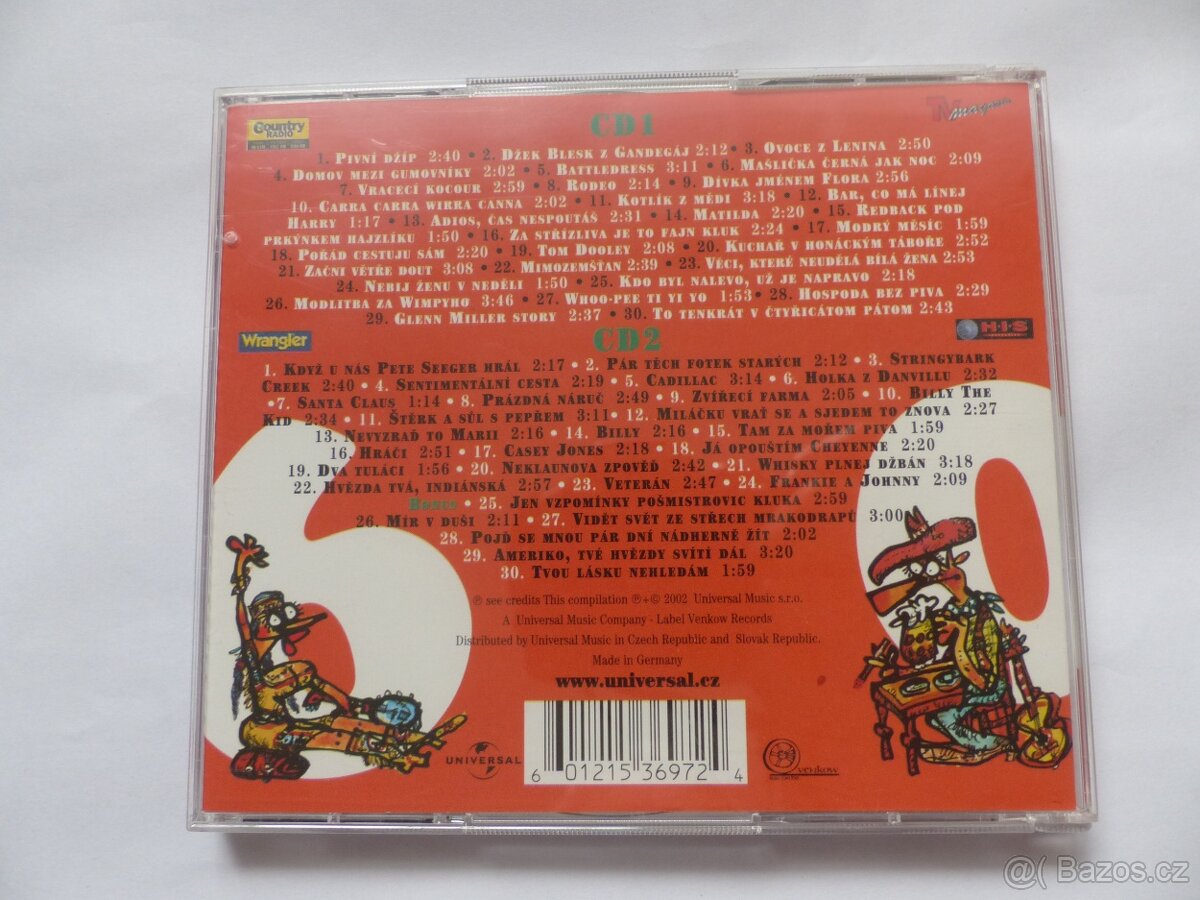 Country
RADIO
TV magazín
CD 1
1. Pivní džíp 2:40 • 2. Džek Blesk z Gandegáj 2:12 • 3. Ovoce z Lenina 2:50
4. Domov mezi gumovníky 2:02 • 5. Battledress 3:11 • 6. Mašlička černá jak noc 2:09
7. Vracecí kocour 2:59 • 8. Rodeo 2:14 • 9. Dívka jménem Flora 2:56
10. Carra carra wirra canna 2:02 • 11. Kotlík z mědi 3:18 • 12. Bar, co má línej
Harry 1:17 • 13. Adios, čas nespoutáš 2:31 • 14. Matilda 2:20 • 15. Redback pod
prkýnkem hajzlíku 1:50 • 16. Za střízliva je to fajn kluk 2:24 • 17. Modrý měsíc 1:59
18. Pořád cestuju sám 2:20 • 19. Tom Dooley 2:08 • 20. Kuchař v honáckým táboře 2:52
21. Začni větře dout 3:08 • 22. Mimozemšťan 2:39 • 23. Věci, které neudělá bílá žena 2:53
24. Nebij ženu v neděli 1:50 • 25. Kdo byl nalevo, už je napravo 2:18
26. Modlitba za Wimpyho 3:46 • 27. Whoo-pee ti yi yo 1:53 • 28. Hospoda bez piva 2:29
29. Glenn Miller story 2:37 • 30. To tenkrát v čtyřicátom pátom 2:43
Wrangler
CD 2
H·I·S
1. Když u nás Pete Seeger hrál 2:17 • 2. Pár těch fotek starých 2:12 • 3. Stringybark
Creek 2:40 • 4. Sentimentální cesta 2:19 • 5. Cadillac 3:14 • 6. Holka z Danvillu 2:32
• 7. Santa Claus 1:14 • 8. Prázdná náruč 2:49 • 9. Zvířecí farma 2:05 • 10. Billy The
Kid 2:34 • 11. Štěrk a sůl s pepřem 3:11 • 12. Miláčku vrať se a sjedem to znova 2:27
13. Nevyzraď to Marii 2:16 • 14. Billy 2:16 • 15. Tam za mořem piva 1:59
16. Hráči 2:51 • 17. Casey Jones 2:18 • 18. Já opouštím Cheyenne 2:20
19. Dva tuláci 1:56 • 20. Neklaunova zpověď 2:42 • 21. Whisky plnej džbán 3:18
22. Hvězda tvá, indiánská 2:57 • 23. Veterán 2:47 • 24. Frankie a Johnny 2:09
Bonus • 25. Jen vzpomínky pošmistrovic kluka 2:59
26. Mír v duši 2:11 • 27. Vidět svět ze střech mrakodrapů 3:00
28. Pojď se mnou pár dní nádherně žít 2:02
29. Ameriko, tvé hvězdy svítí dál 3:20
30. Tvou lásku nehledám 1:59
℗ see credits This compilation ℗+© 2002 Universal Music s.r.o.
A Universal Music Company - Label Venkow Records
Distributed by Universal Music in Czech Republic and Slovak Republic.
Made in Germany
www.universal.cz
UNIVERSAL
6 01215 36972 4
venkow
@( Bazos.cz